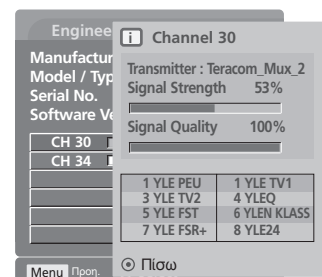 Enginee
i Channel 30
Manufactur
Model / Typ
Serial No.
Software Ve
Transmitter : Teracom_Mux_2
Signal Strength 53%
Signal Quality 100%
CH 30
CH 34
1 YLE PEU 1 YLE TV1
3 YLE TV2 4 YLEQ
5 YLE FST 6 YLEN KLASS
7 YLE FSR+ 8 YLE24
Πίσω
Menu Προη.